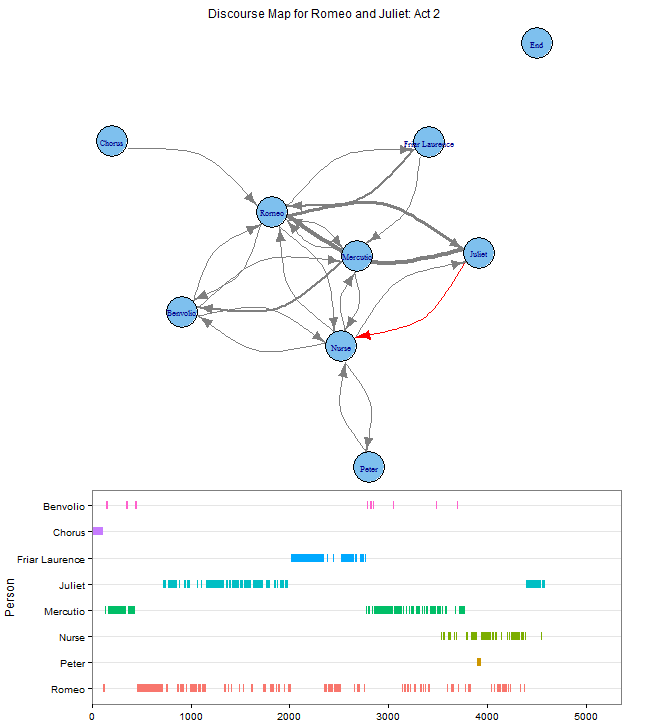 Discourse Map for Romeo and Juliet: Act 2
End
Chorus
Friar Laurence
Romeo
Mercutio
Juliet
Benvolio
Nurse
Peter
Person
Benvolio
Chorus
Friar Laurence
Juliet
Mercutio
Nurse
Peter
Romeo
0 1000 2000 3000 4000 5000